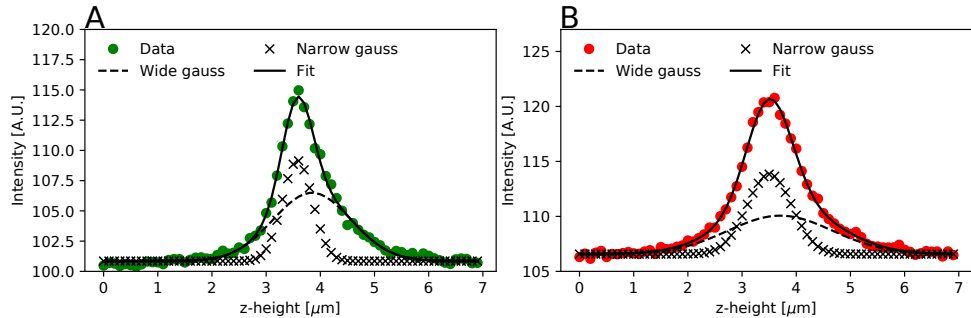 A
Data
Narrow gauss
Wide gauss
Fit
Intensity [A.U.]
120.0
117.5
115.0
112.5
110.0
107.5
105.0
102.5
100.0
0 1 2 3 4 5 6 7
z-height [μm]
B
Data
Narrow gauss
Wide gauss
Fit
Intensity [A.U.]
125
120
115
110
105
0 1 2 3 4 5 6 7
z-height [μm]